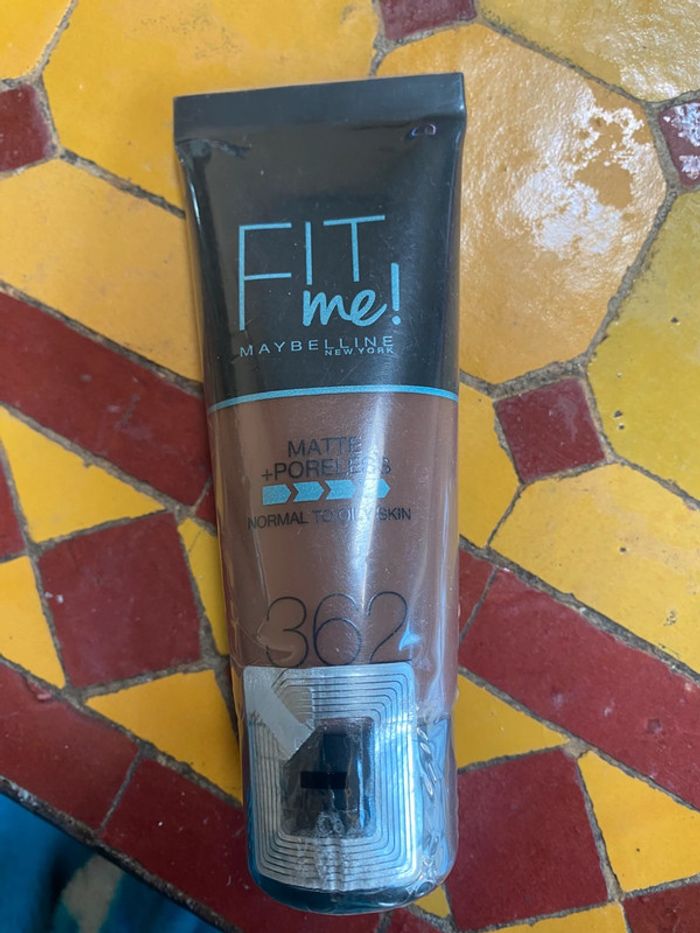 FIT
me!
MAYBELLINE
NEW YORK
MATTE
+PORELESS
NORMAL TO OILY SKIN
362